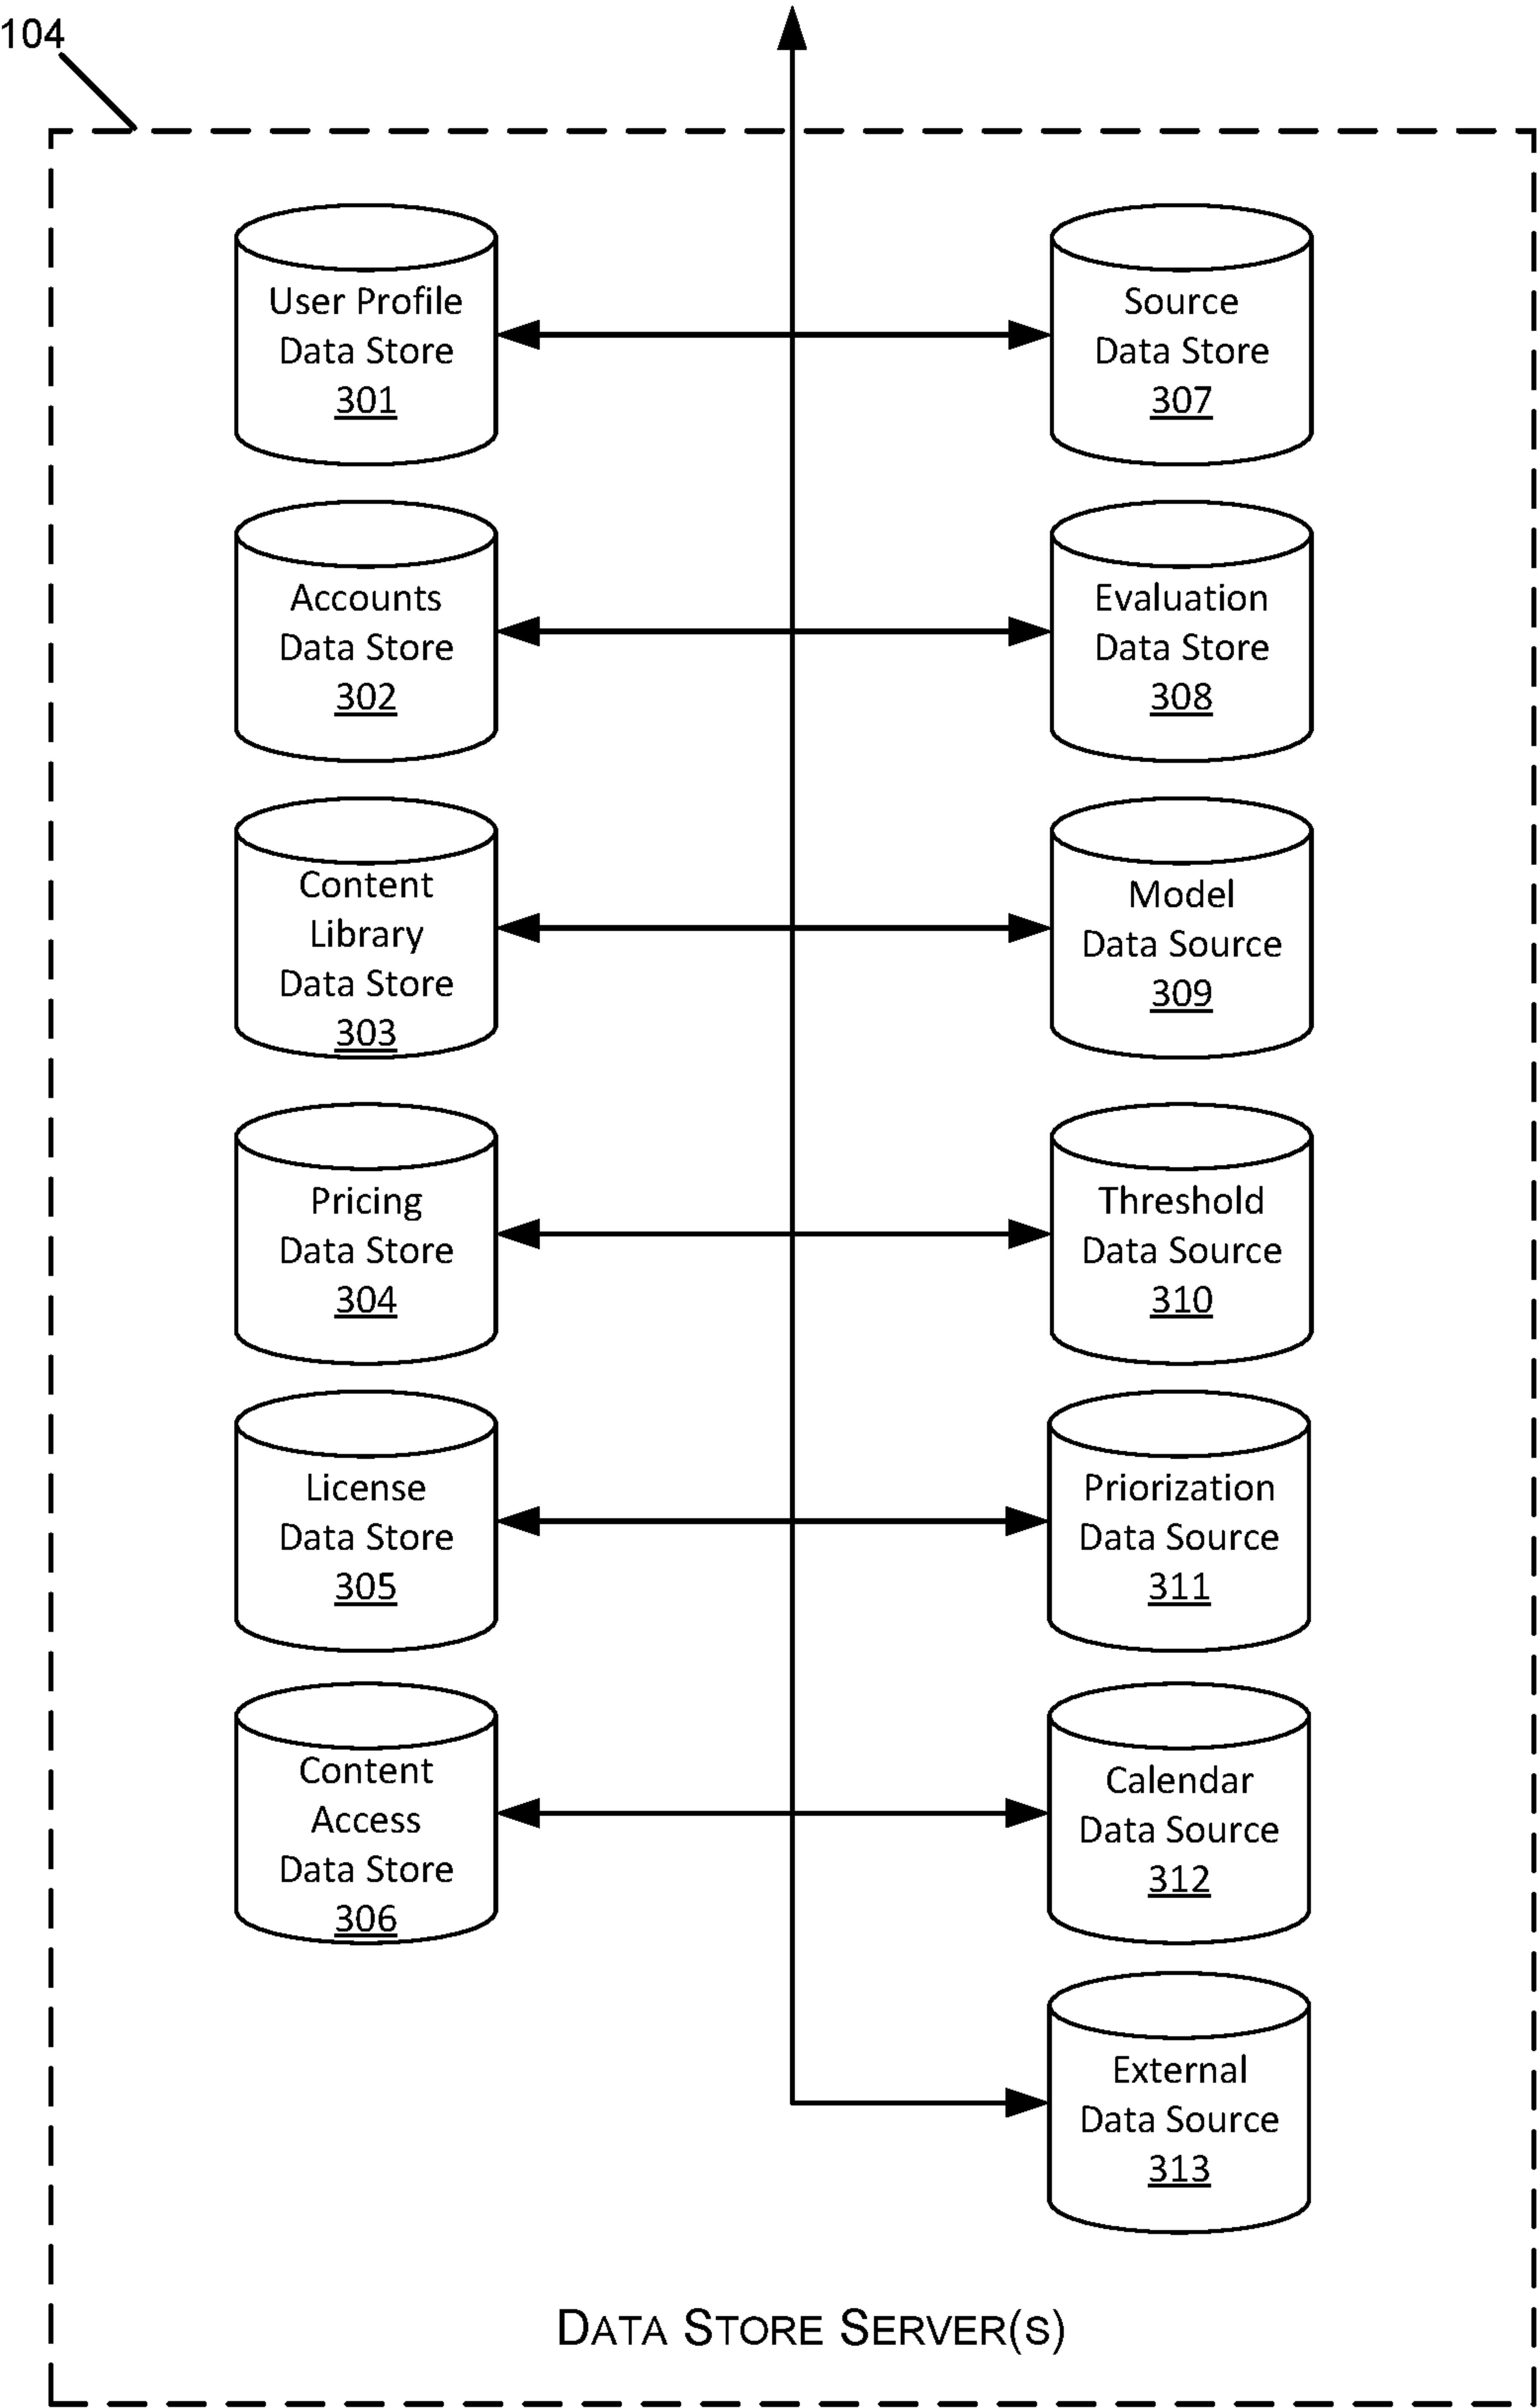 104
User Profile
Data Store
301
Source
Data Store
307
Accounts
Data Store
302
Evaluation
Data Store
308
Content
Library
Data Store
303
Model
Data Source
309
Pricing
Data Store
304
Threshold
Data Source
310
License
Data Store
305
Priorization
Data Source
311
Content
Access
Data Store
306
Calendar
Data Source
312
External
Data Source
313
DATA STORE SERVER(S)